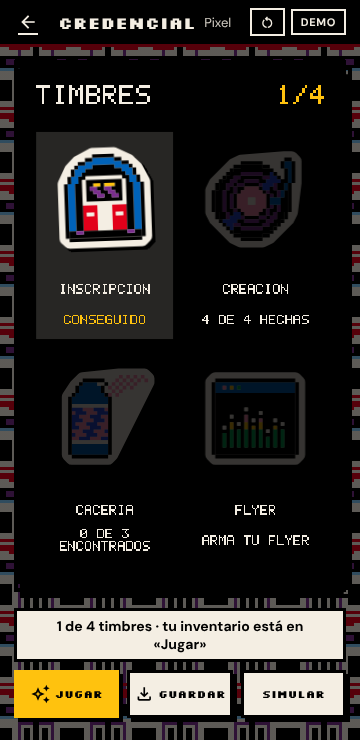 CREDENCIAL Pixel DEMO
TIMBRES 1/4
INSCRIPCION CREACION
CONSEGUIDO 4 DE 4 HECHAS
CACERIA FLYER
0 DE 3
ENCONTRADOS ARMA TU FLYER
1 de 4 timbres · tu inventario está en
«Jugar»
JUGAR GUARDAR SIMULAR